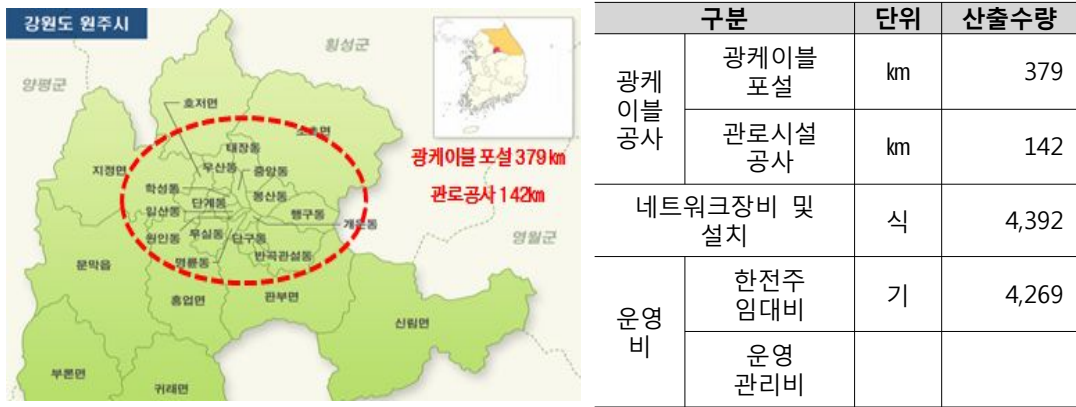 강원도 원주시
횡성군
양평군
호저면
소초면
태장동
지정면
우산동
중앙동
광케이블 포설 379㎞
학성동
단계동
봉산동
관로공사 142㎞
일산동
행구동
개운동
원인동
무실동
단구동
영월군
문막읍
명륜동
반곡관설동
흥업면
판부면
신림면
부론면
귀래면
구분 단위 산출수량
광케
이블
공사
광케이블
포설
㎞ 379
관로시설
공사
㎞ 142
네트워크장비 및
설치
식 4,392
운영
비
한전주
임대비
기 4,269
운영
관리비